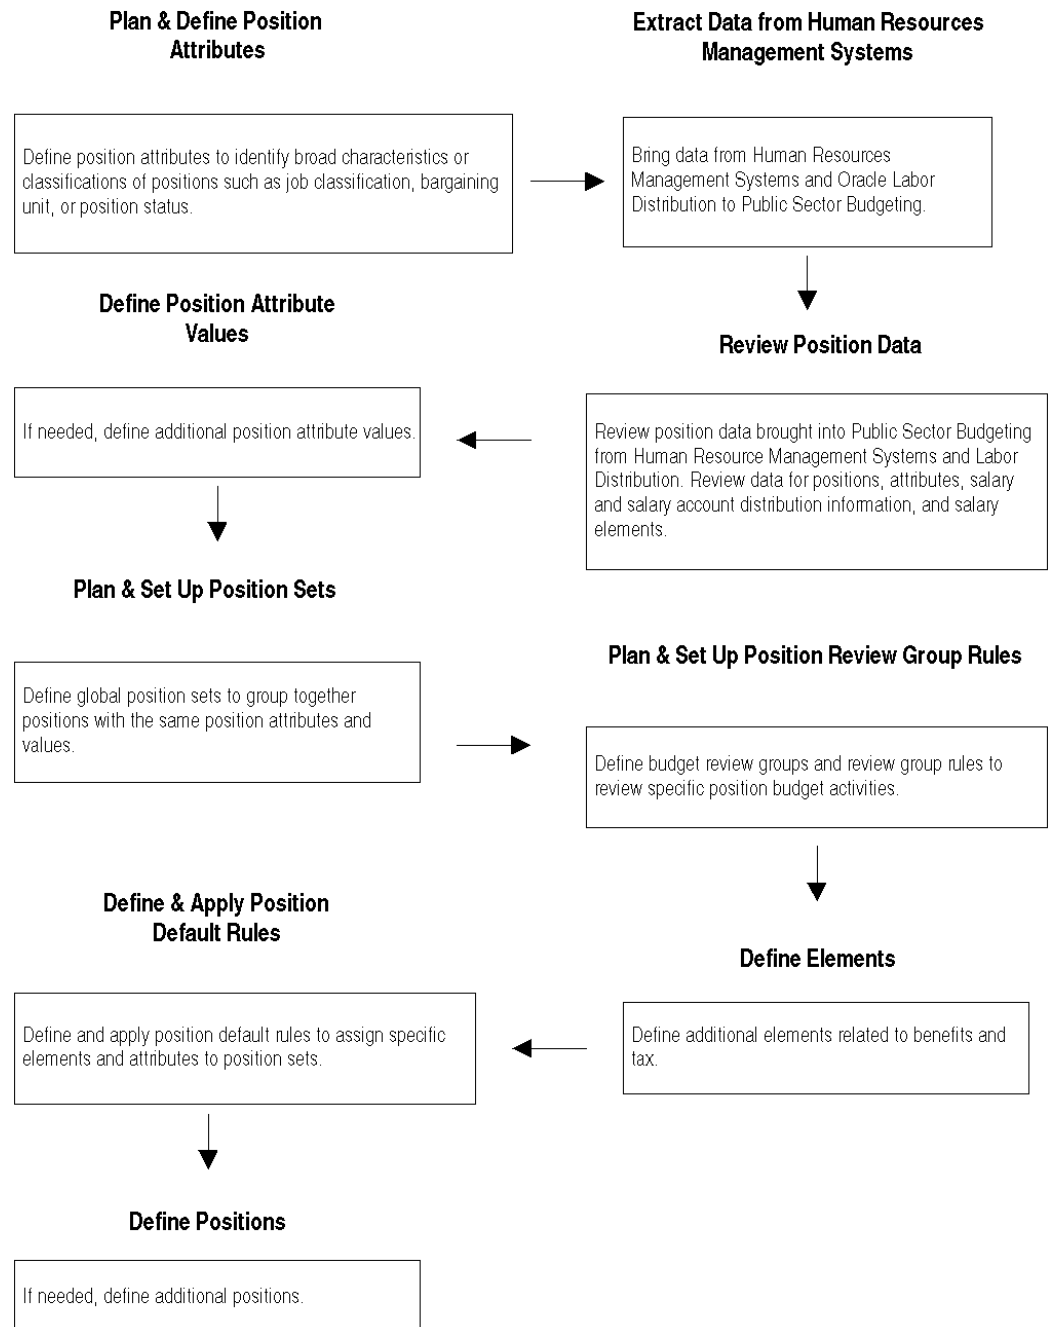 Plan & Define Position
Attributes
Define position attributes to identify broad characteristics or
classifications of positions such as job classification, bargaining
unit, or position status.
Extract Data from Human Resources
Management Systems
Bring data from Human Resources
Management Systems and Oracle Labor
Distribution to Public Sector Budgeting.
Review Position Data
Review position data brought into Public Sector Budgeting
from Human Resource Management Systems and Labor
Distribution. Review data for positions, attributes, salary
and salary account distribution information, and salary
elements.
Define Position Attribute
Values
If needed, define additional position attribute values.
Plan & Set Up Position Sets
Define global position sets to group together
positions with the same position attributes and
values.
Plan & Set Up Position Review Group Rules
Define budget review groups and review group rules to
review specific position budget activities.
Define Elements
Define additional elements related to benefits and
tax.
Define & Apply Position
Default Rules
Define and apply position default rules to assign specific
elements and attributes to position sets.
Define Positions
If needed, define additional positions.